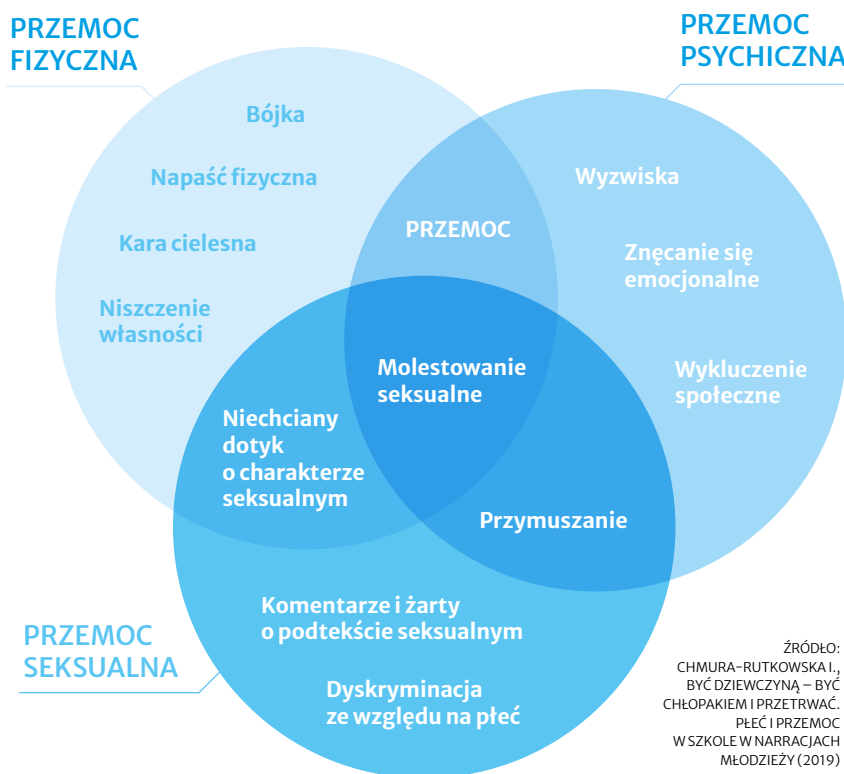 PRZEMOC
FIZYCZNA
PRZEMOC
PSYCHICZNA
Bójka
Napaść fizyczna
Kara cielesna
Niszczenie
własności
PRZEMOC
Wyzwiska
Znęcanie się
emocjonalne
Wykluczenie
społeczne
Molestowanie
seksualne
Niechciany
dotyk
o charakterze
seksualnym
Przymuszanie
Komentarze i żarty
o podtekście seksualnym
Dyskryminacja
ze względu na płeć
PRZEMOC
SEKSUALNA
ŹRÓDŁO:
CHMURA-RUTKOWSKA I.,
BYĆ DZIEWCZYNĄ – BYĆ
CHŁOPAKIEM I PRZETRWAĆ.
PŁEĆ I PRZEMOC
W SZKOLE W NARRACJACH
MŁODZIEŻY (2019)